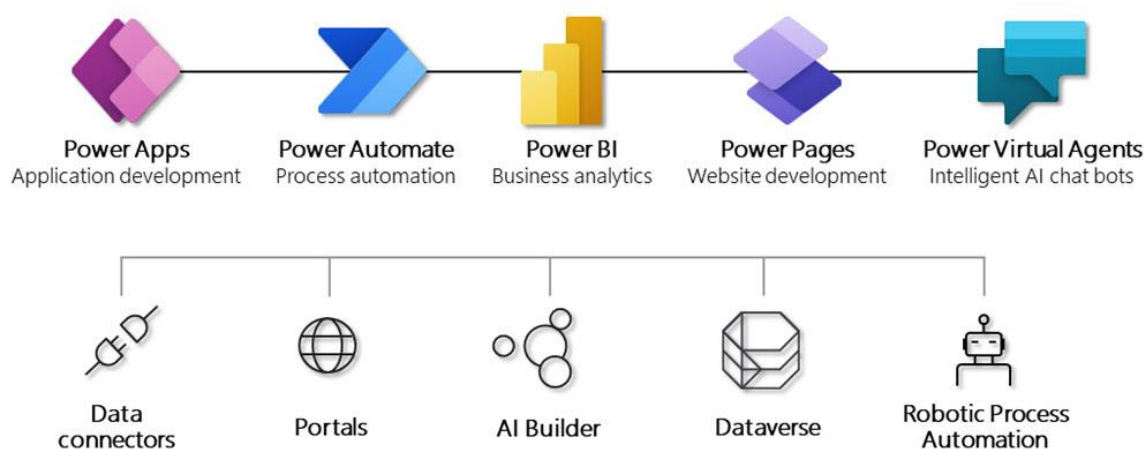 Power Apps
Application development
Power Automate
Process automation
Power BI
Business analytics
Power Pages
Website development
Power Virtual Agents
Intelligent AI chat bots
Data
connectors
Portals
AI Builder
Dataverse
Robotic Process
Automation